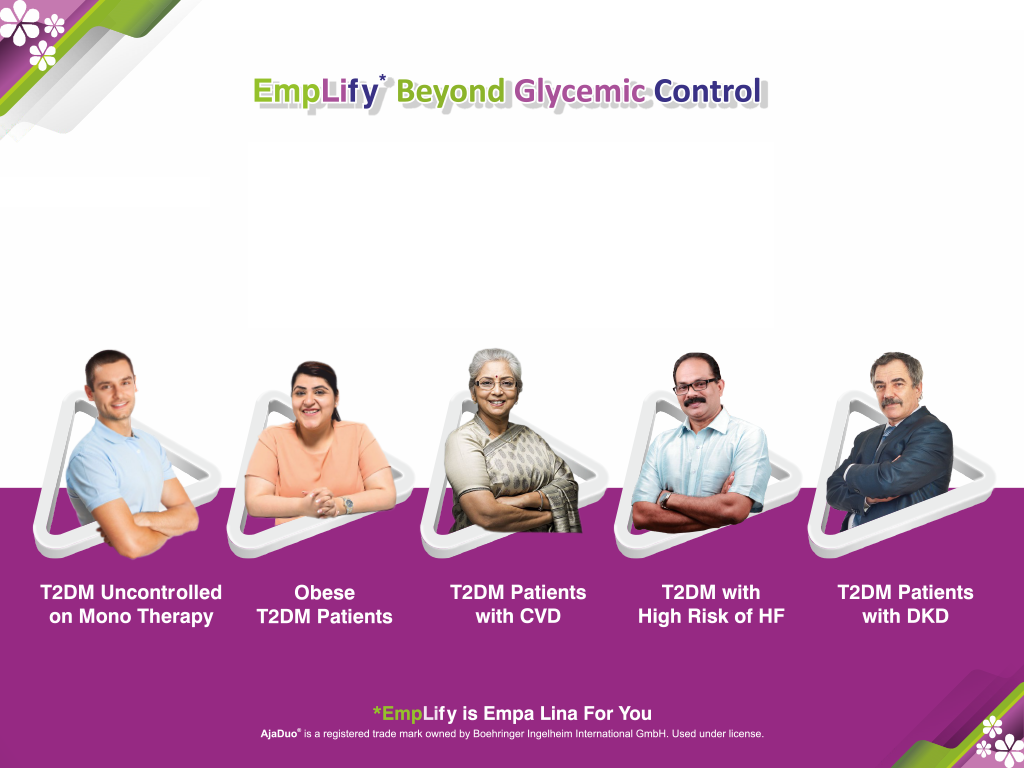 EmpLify* Beyond Glycemic Control
T2DM Uncontrolled
on Mono Therapy
Obese
T2DM Patients
T2DM Patients
with CVD
T2DM with
High Risk of HF
T2DM Patients
with DKD
*EmpLify is Empa Lina For You
AjaDuo® is a registered trade mark owned by Boehringer Ingelheim International GmbH. Used under license.